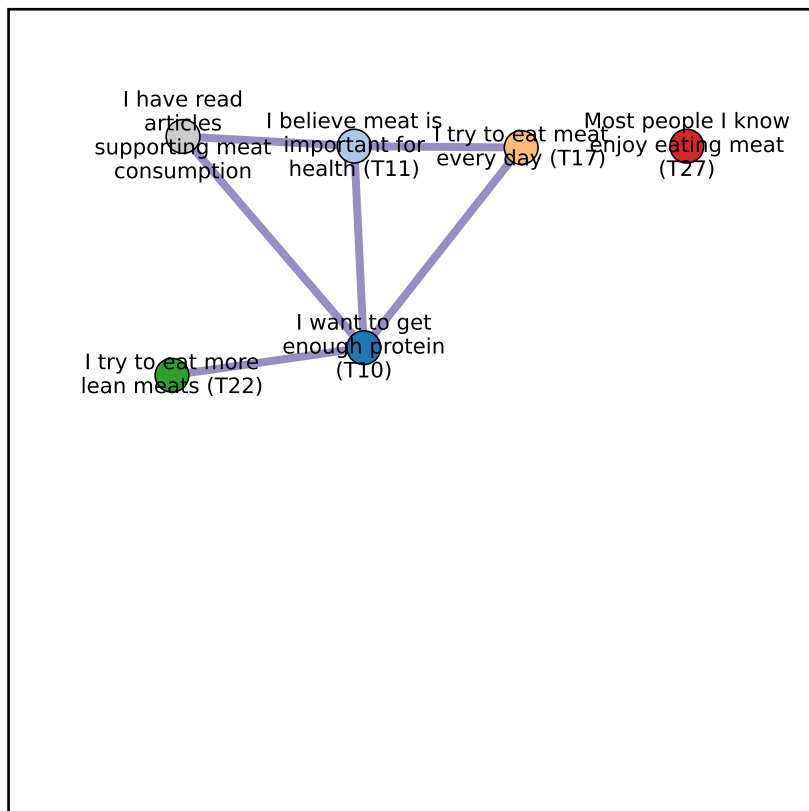 I have read
articles
supporting meat
consumption
I believe meat is
important for
health (T11)
I try to eat meat
every day (T17)
Most people I know
enjoy eating meat
(T27)
I want to get
enough protein
(T10)
I try to eat more
lean meats (T22)